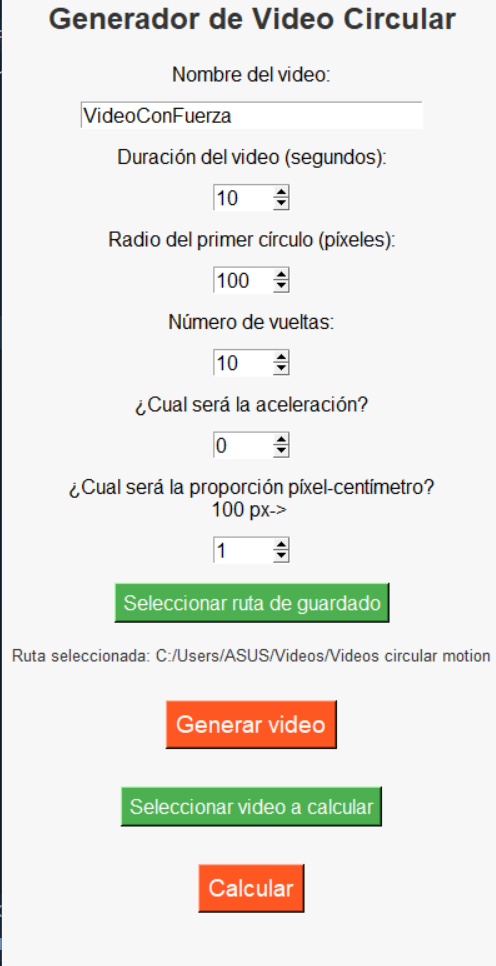 Generador de Video Circular
Nombre del video:
VideoConFuerza
Duración del video (segundos):
10
Radio del primer círculo (píxeles):
100
Número de vueltas:
10
¿Cual será la aceleración?
0
¿Cual será la proporción píxel-centímetro?
100 px->
1
Seleccionar ruta de guardado
Ruta seleccionada: C:/Users/ASUS/Videos/Videos circular motion
Generar video
Seleccionar video a calcular
Calcular